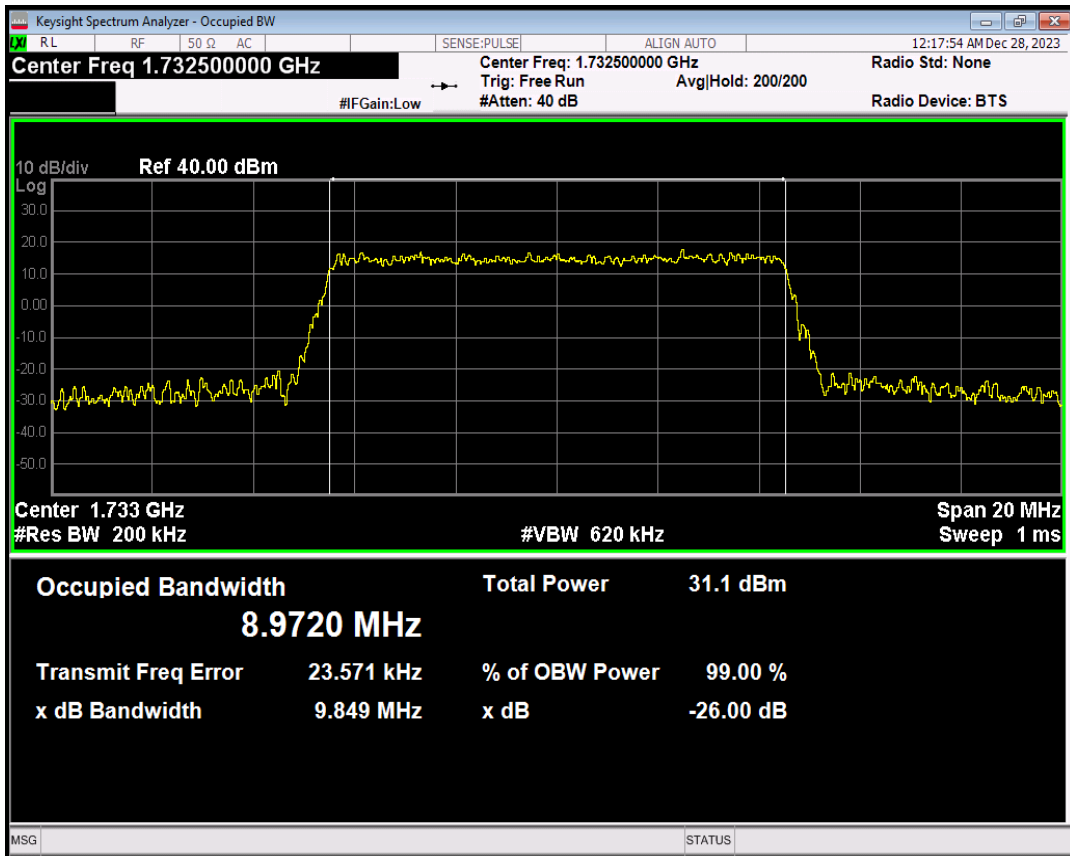 Keysight Spectrum Analyzer - Occupied BW
LXI RL RF 50 Ω AC SENSE:PULSE ALIGN AUTO 12:17:54 AM Dec 28, 2023
Center Freq 1.732500000 GHz
Center Freq: 1.732500000 GHz Radio Std: None
Trig: Free Run Avg|Hold: 200/200
#IFGain:Low #Atten: 40 dB Radio Device: BTS
10 dB/div Ref 40.00 dBm
Log
30.0
20.0
10.0
0.00
-10.0
-20.0
-30.0
-40.0
-50.0
Center 1.733 GHz Span 20 MHz
#Res BW 200 kHz #VBW 620 kHz Sweep 1 ms
Occupied Bandwidth Total Power 31.1 dBm
8.9720 MHz
Transmit Freq Error 23.571 kHz % of OBW Power 99.00 %
x dB Bandwidth 9.849 MHz x dB -26.00 dB
MSG STATUS